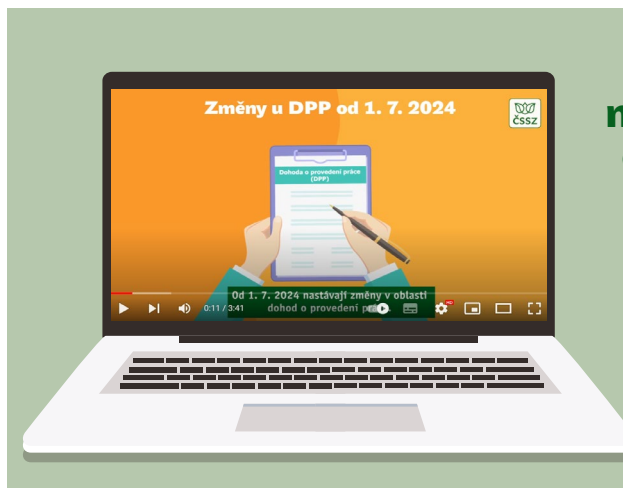 Změny u DPP od 1. 7. 2024
ČSSZ
Dohoda o provedení práce
(DPP)
Od 1. 7. 2024 nastávají změny v oblasti
dohod o provedení
0:11 / 3:41
HD